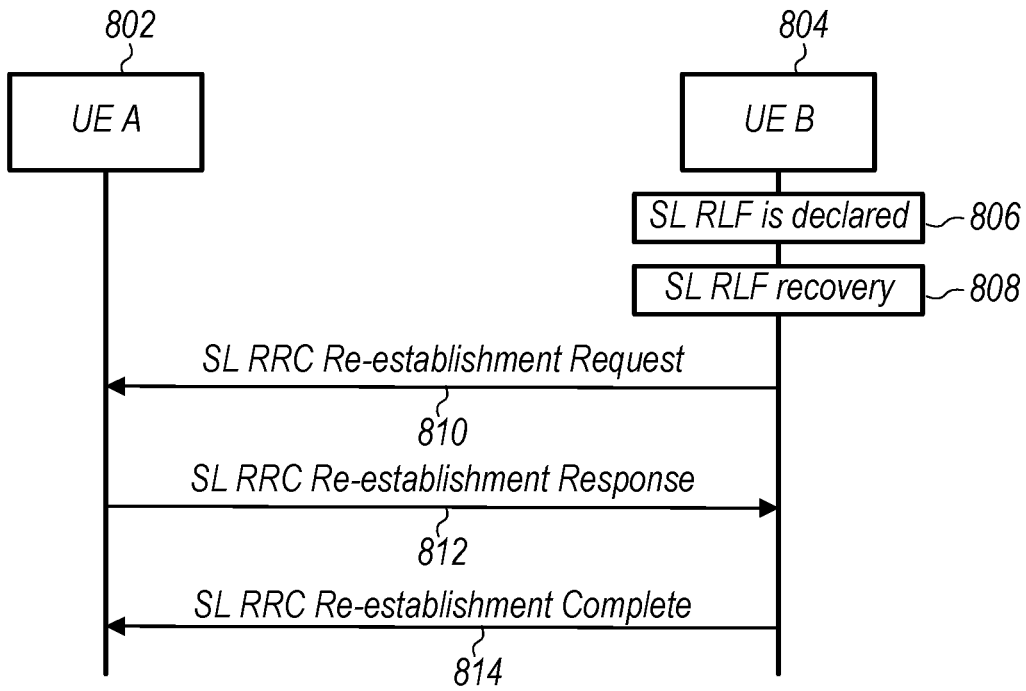 802
804
UE A
UE B
SL RLF is declared
806
SL RLF recovery
808
SL RRC Re-establishment Request
810
SL RRC Re-establishment Response
812
SL RRC Re-establishment Complete
814